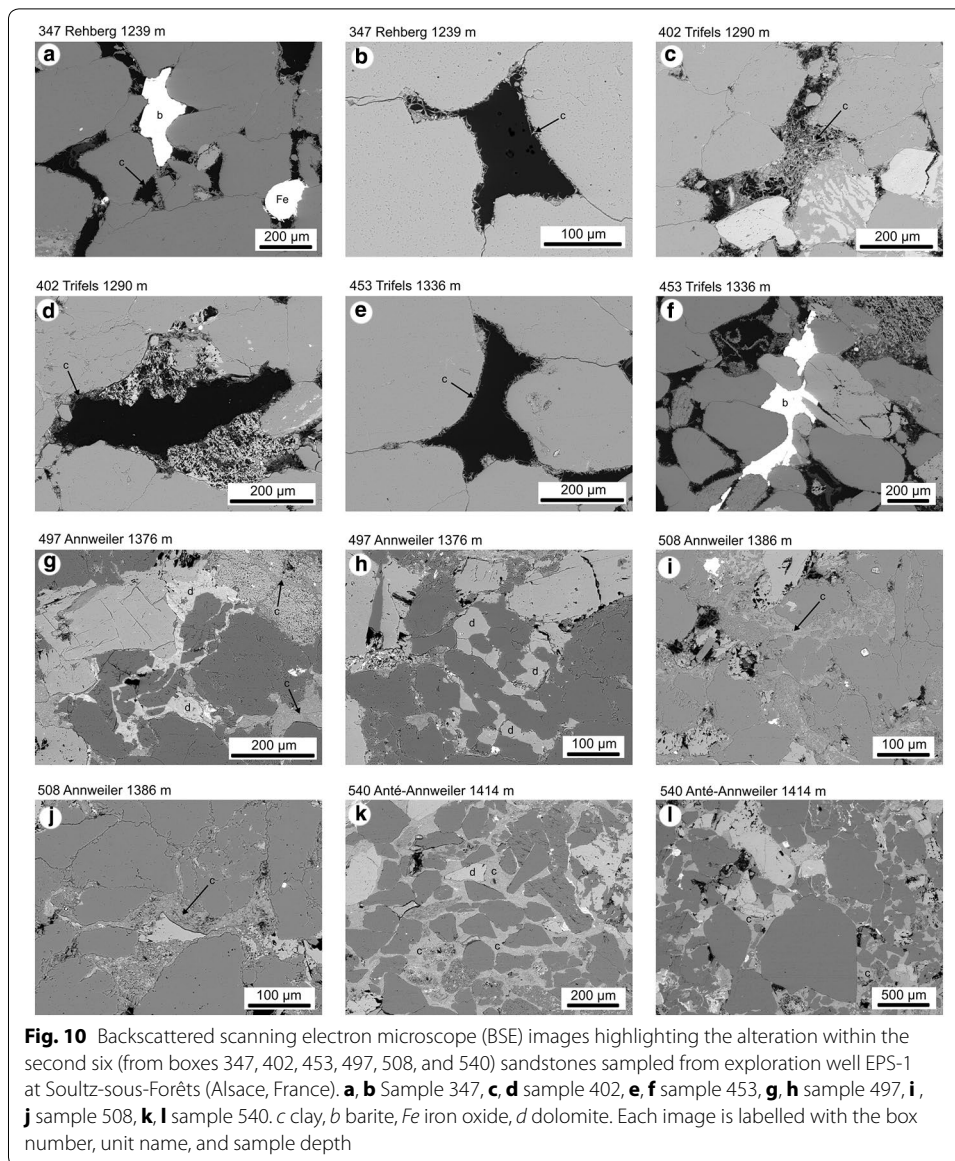 347 Rehberg 1239 m
a
b
c
Fe
200 µm
347 Rehberg 1239 m
b
c
100 µm
402 Trifels 1290 m
c
c
200 µm
402 Trifels 1290 m
d
c
200 µm
453 Trifels 1336 m
e
c
200 µm
453 Trifels 1336 m
f
b
200 µm
497 Annweiler 1376 m
g
d
c
d
c
200 µm
497 Annweiler 1376 m
h
d
d
d
100 µm
508 Annweiler 1386 m
i
c
100 µm
508 Annweiler 1386 m
j
c
100 µm
540 Anté-Annweiler 1414 m
k
d
c
c
c
200 µm
540 Anté-Annweiler 1414 m
l
c
c
500 µm
Fig. 10 Backscattered scanning electron microscope (BSE) images highlighting the alteration within the
second six (from boxes 347, 402, 453, 497, 508, and 540) sandstones sampled from exploration well EPS-1
at Soultz-sous-Forêts (Alsace, France). a, b Sample 347, c, d sample 402, e, f sample 453, g, h sample 497, i ,
j sample 508, k, l sample 540. c clay, b barite, Fe iron oxide, d dolomite. Each image is labelled with the box
number, unit name, and sample depth